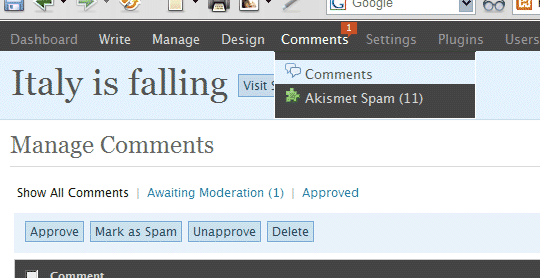 Google
Dashboard Write Manage Design Comments 1 Settings Plugins Users
Comments
Akismet Spam (11)
Italy is falling
Visit
Manage Comments
Show All Comments | Awaiting Moderation (1) | Approved
Approve Mark as Spam Unapprove Delete
Comment